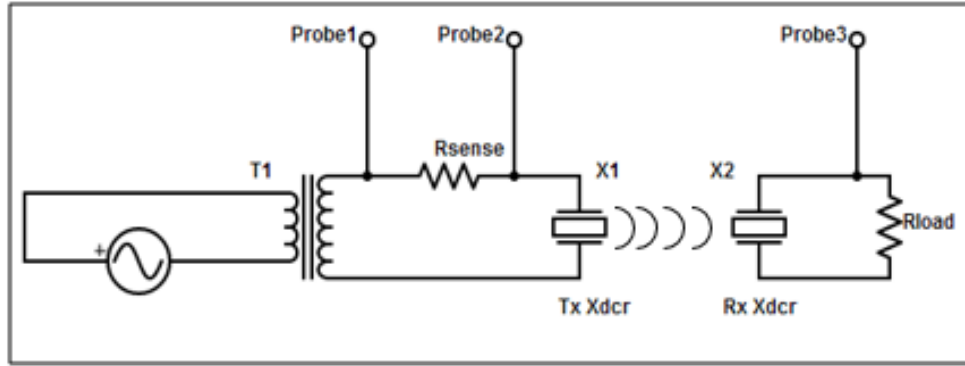 Probe1
Probe2
Probe3
Rsense
T1
X1
X2
+
Rload
Tx Xdcr
Rx Xdcr